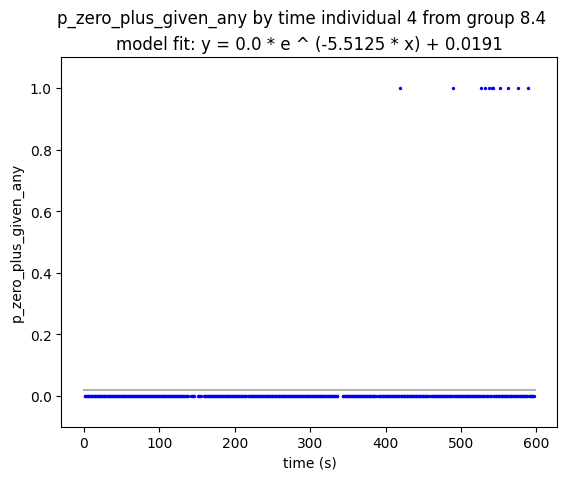 p_zero_plus_given_any by time individual 4 from group 8.4
model fit: y = 0.0 * e ^ (-5.5125 * x) + 0.0191
1.0
0.8
0.6
0.4
0.2
0.0
p_zero_plus_given_any
0 100 200 300 400 500 600
time (s)